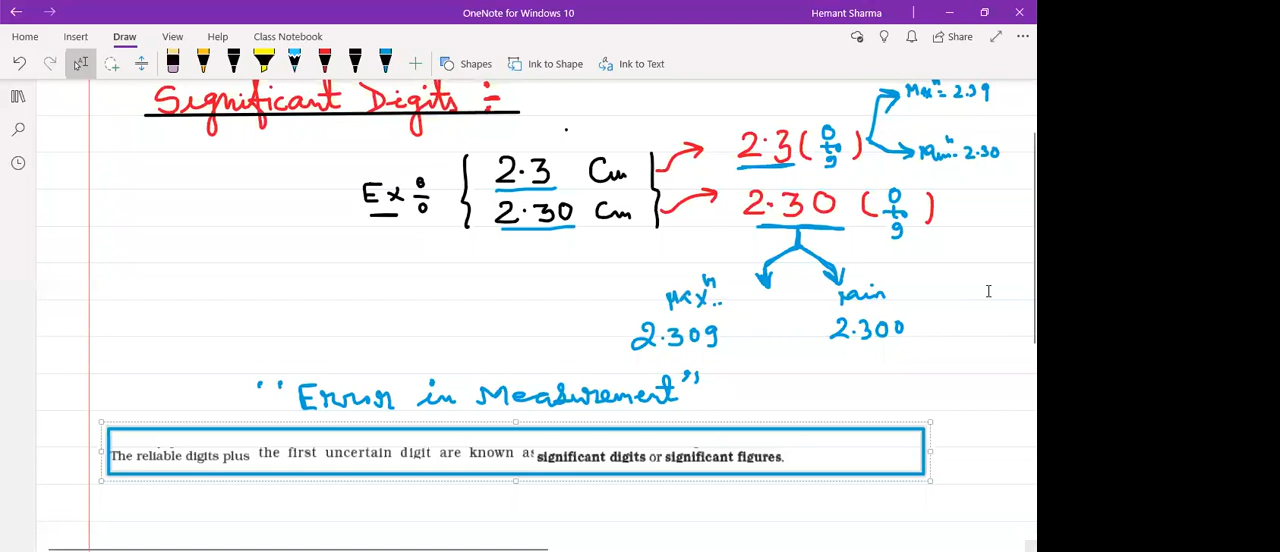 OneNote for Windows 10
Hemant Sharma
Home Insert Draw View Help Class Notebook
Share
Shapes Ink to Shape Ink to Text
Significant Digits :-
Maxm = 2.39
2.3 ( 0 to 9 )
Minm 2.30
Ex :- 2.3 Cm
2.30 Cm
2.30 ( 0 to 9 )
Maxm min
2.309 2.300
"Error in Measurement"
The reliable digits plus the first uncertain digit are known as significant digits or significant figures.